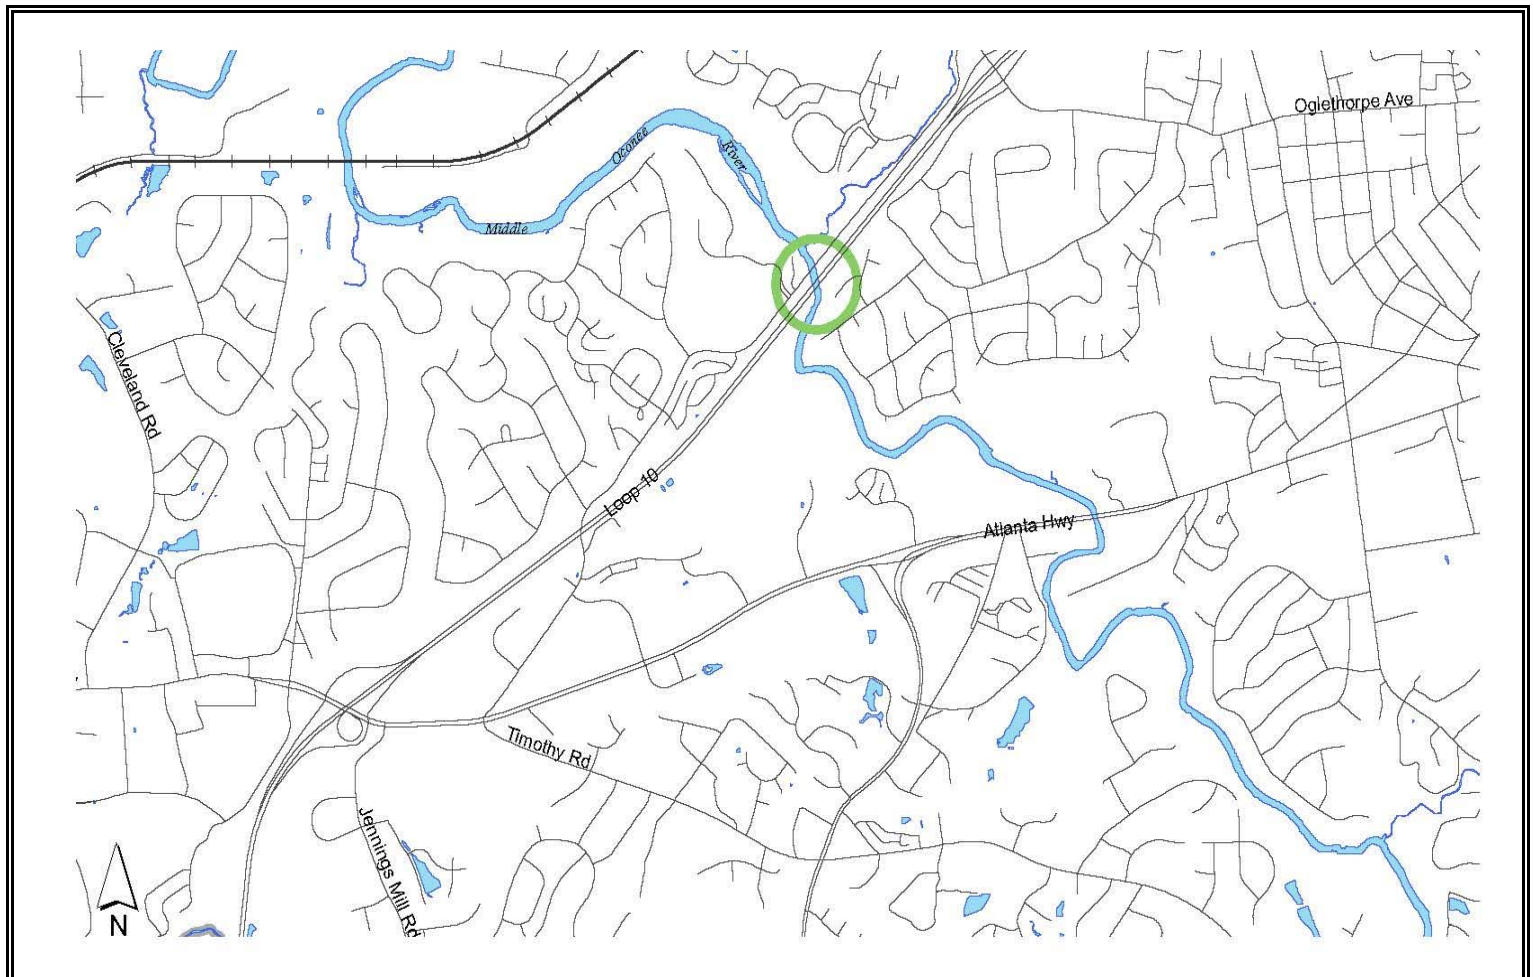 Oglethorpe Ave
Oconee
River
Middle
Cleveland Rd
Loop 10
Atlanta Hwy
Timothy Rd
Jennings Mill Rd
N